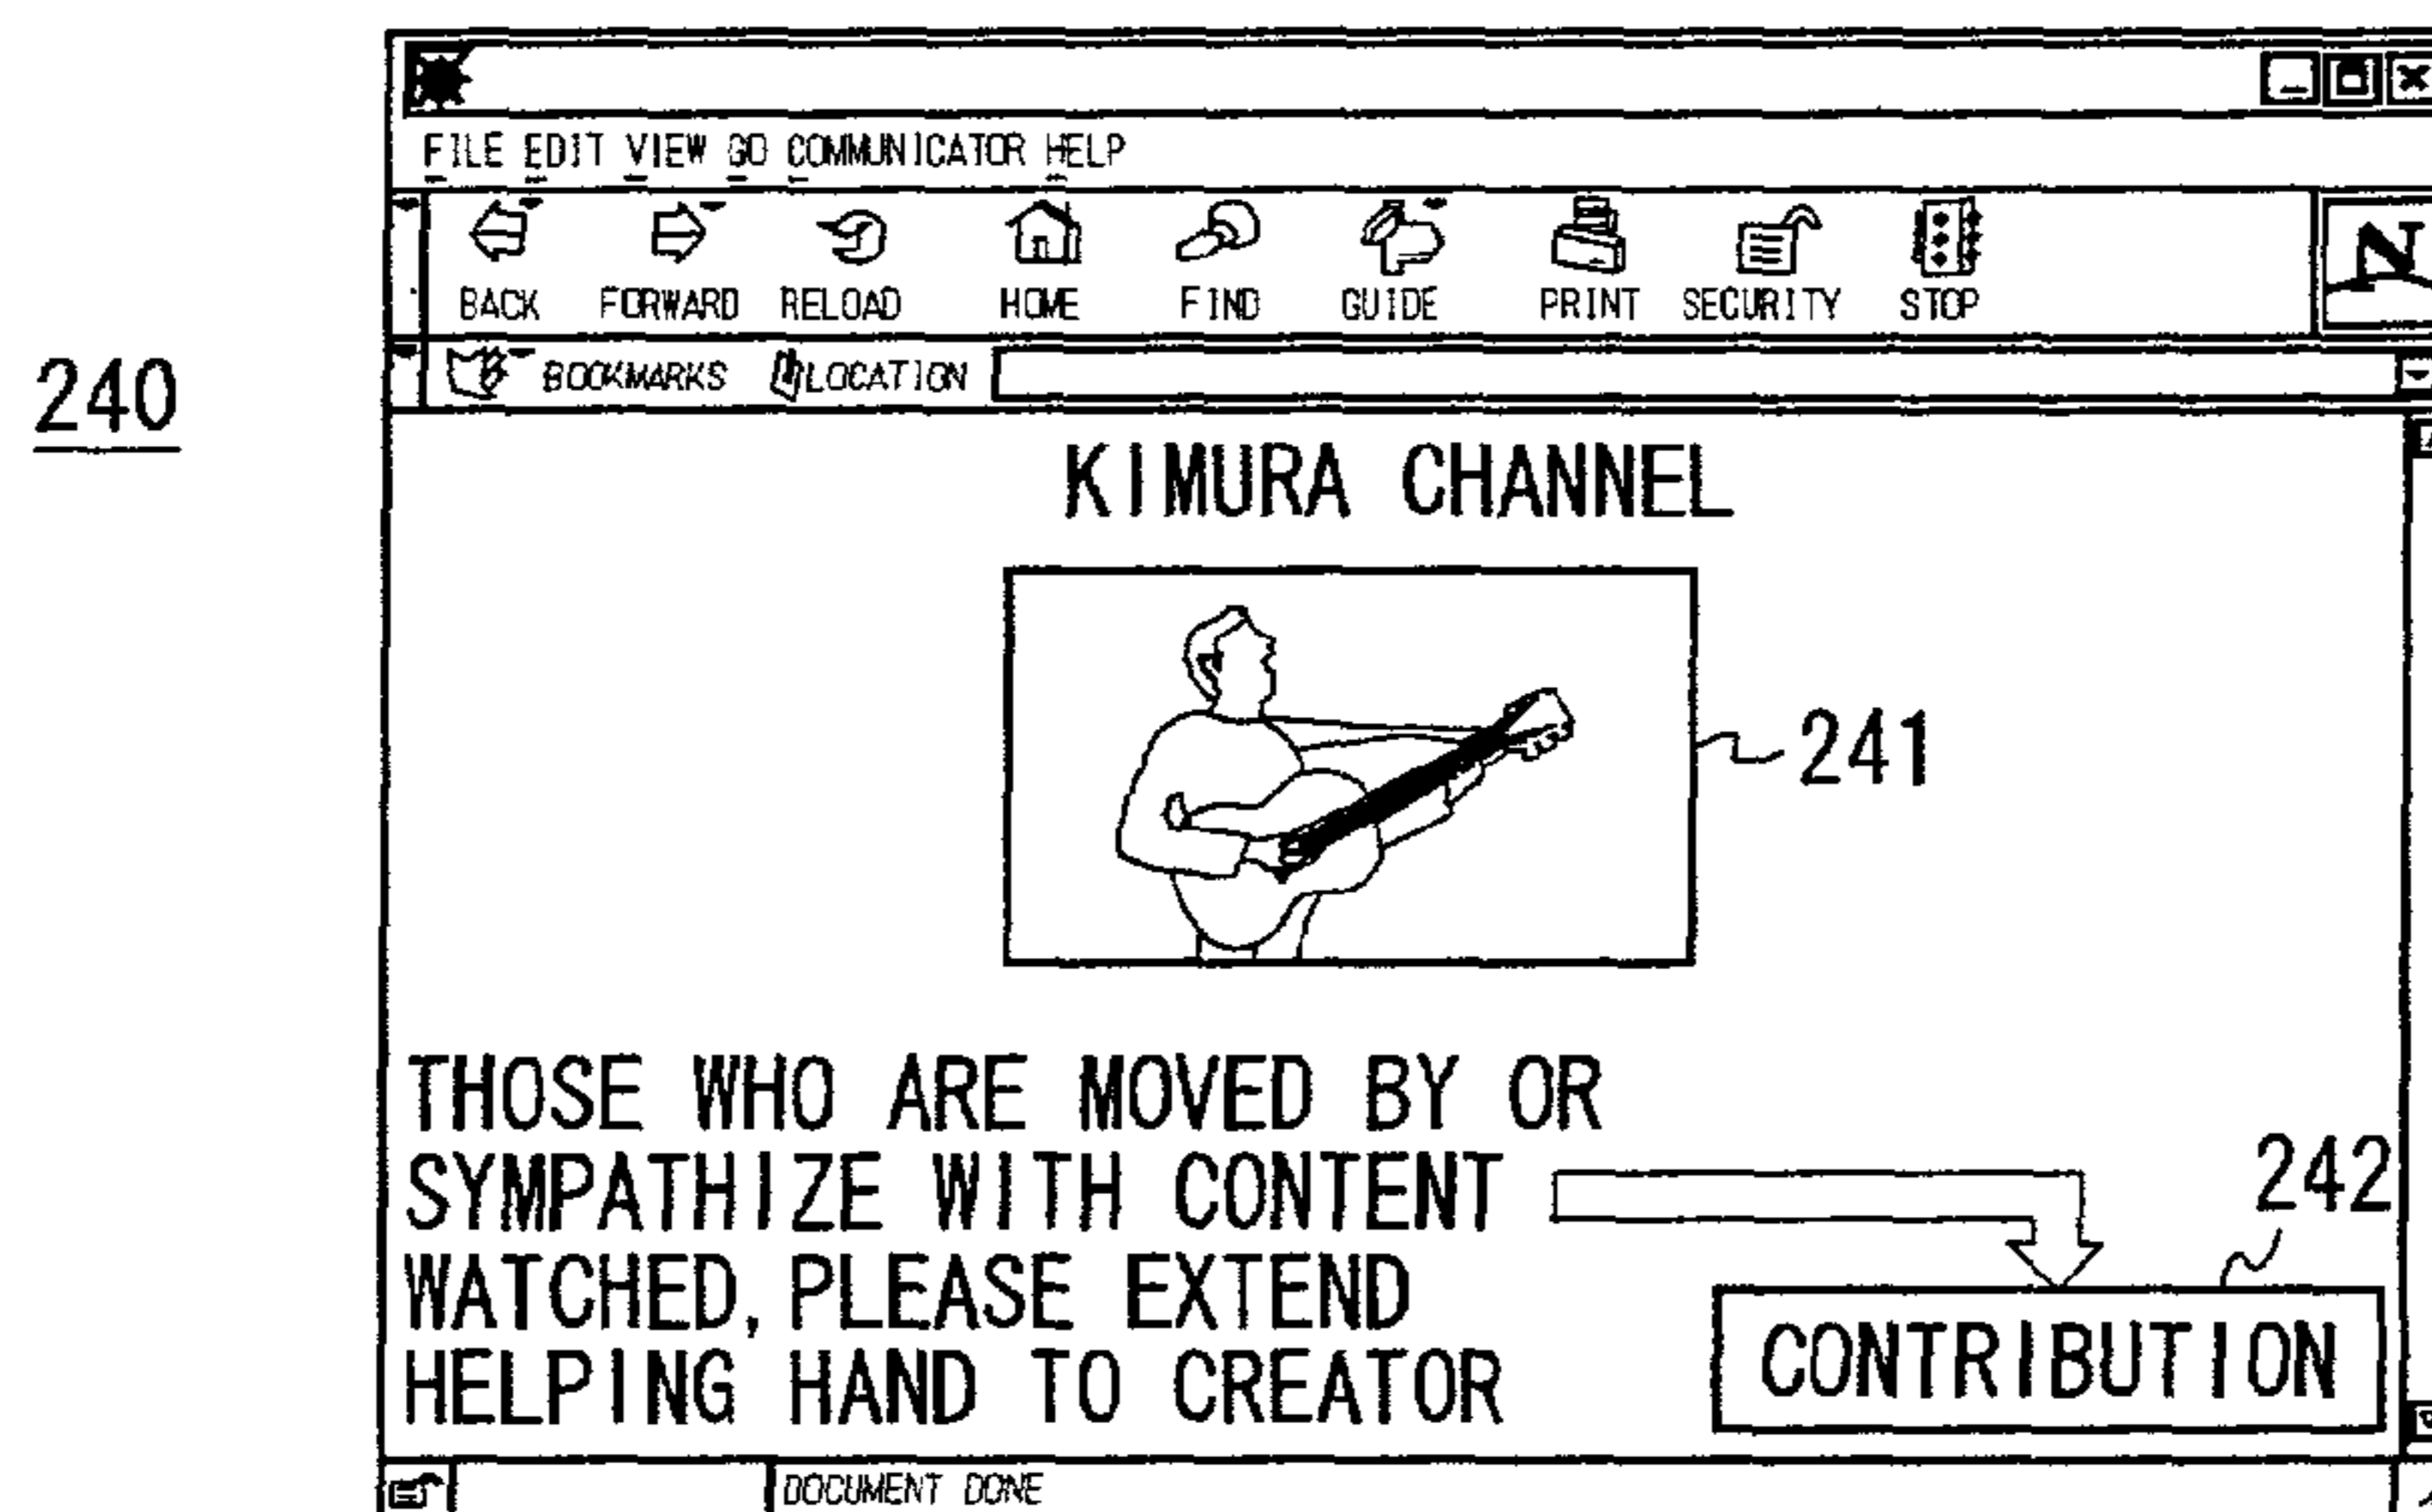 FILE EDIT VIEW GO COMMUNICATOR HELP
N
BACK FORWARD RELOAD HOME FIND GUIDE PRINT SECURITY STOP
BOOKMARKS LOCATION
240
KIMURA CHANNEL
241
THOSE WHO ARE MOVED BY OR
SYMPATHIZE WITH CONTENT
242
WATCHED, PLEASE EXTEND
HELPING HAND TO CREATOR
CONTRIBUTION
DOCUMENT DONE